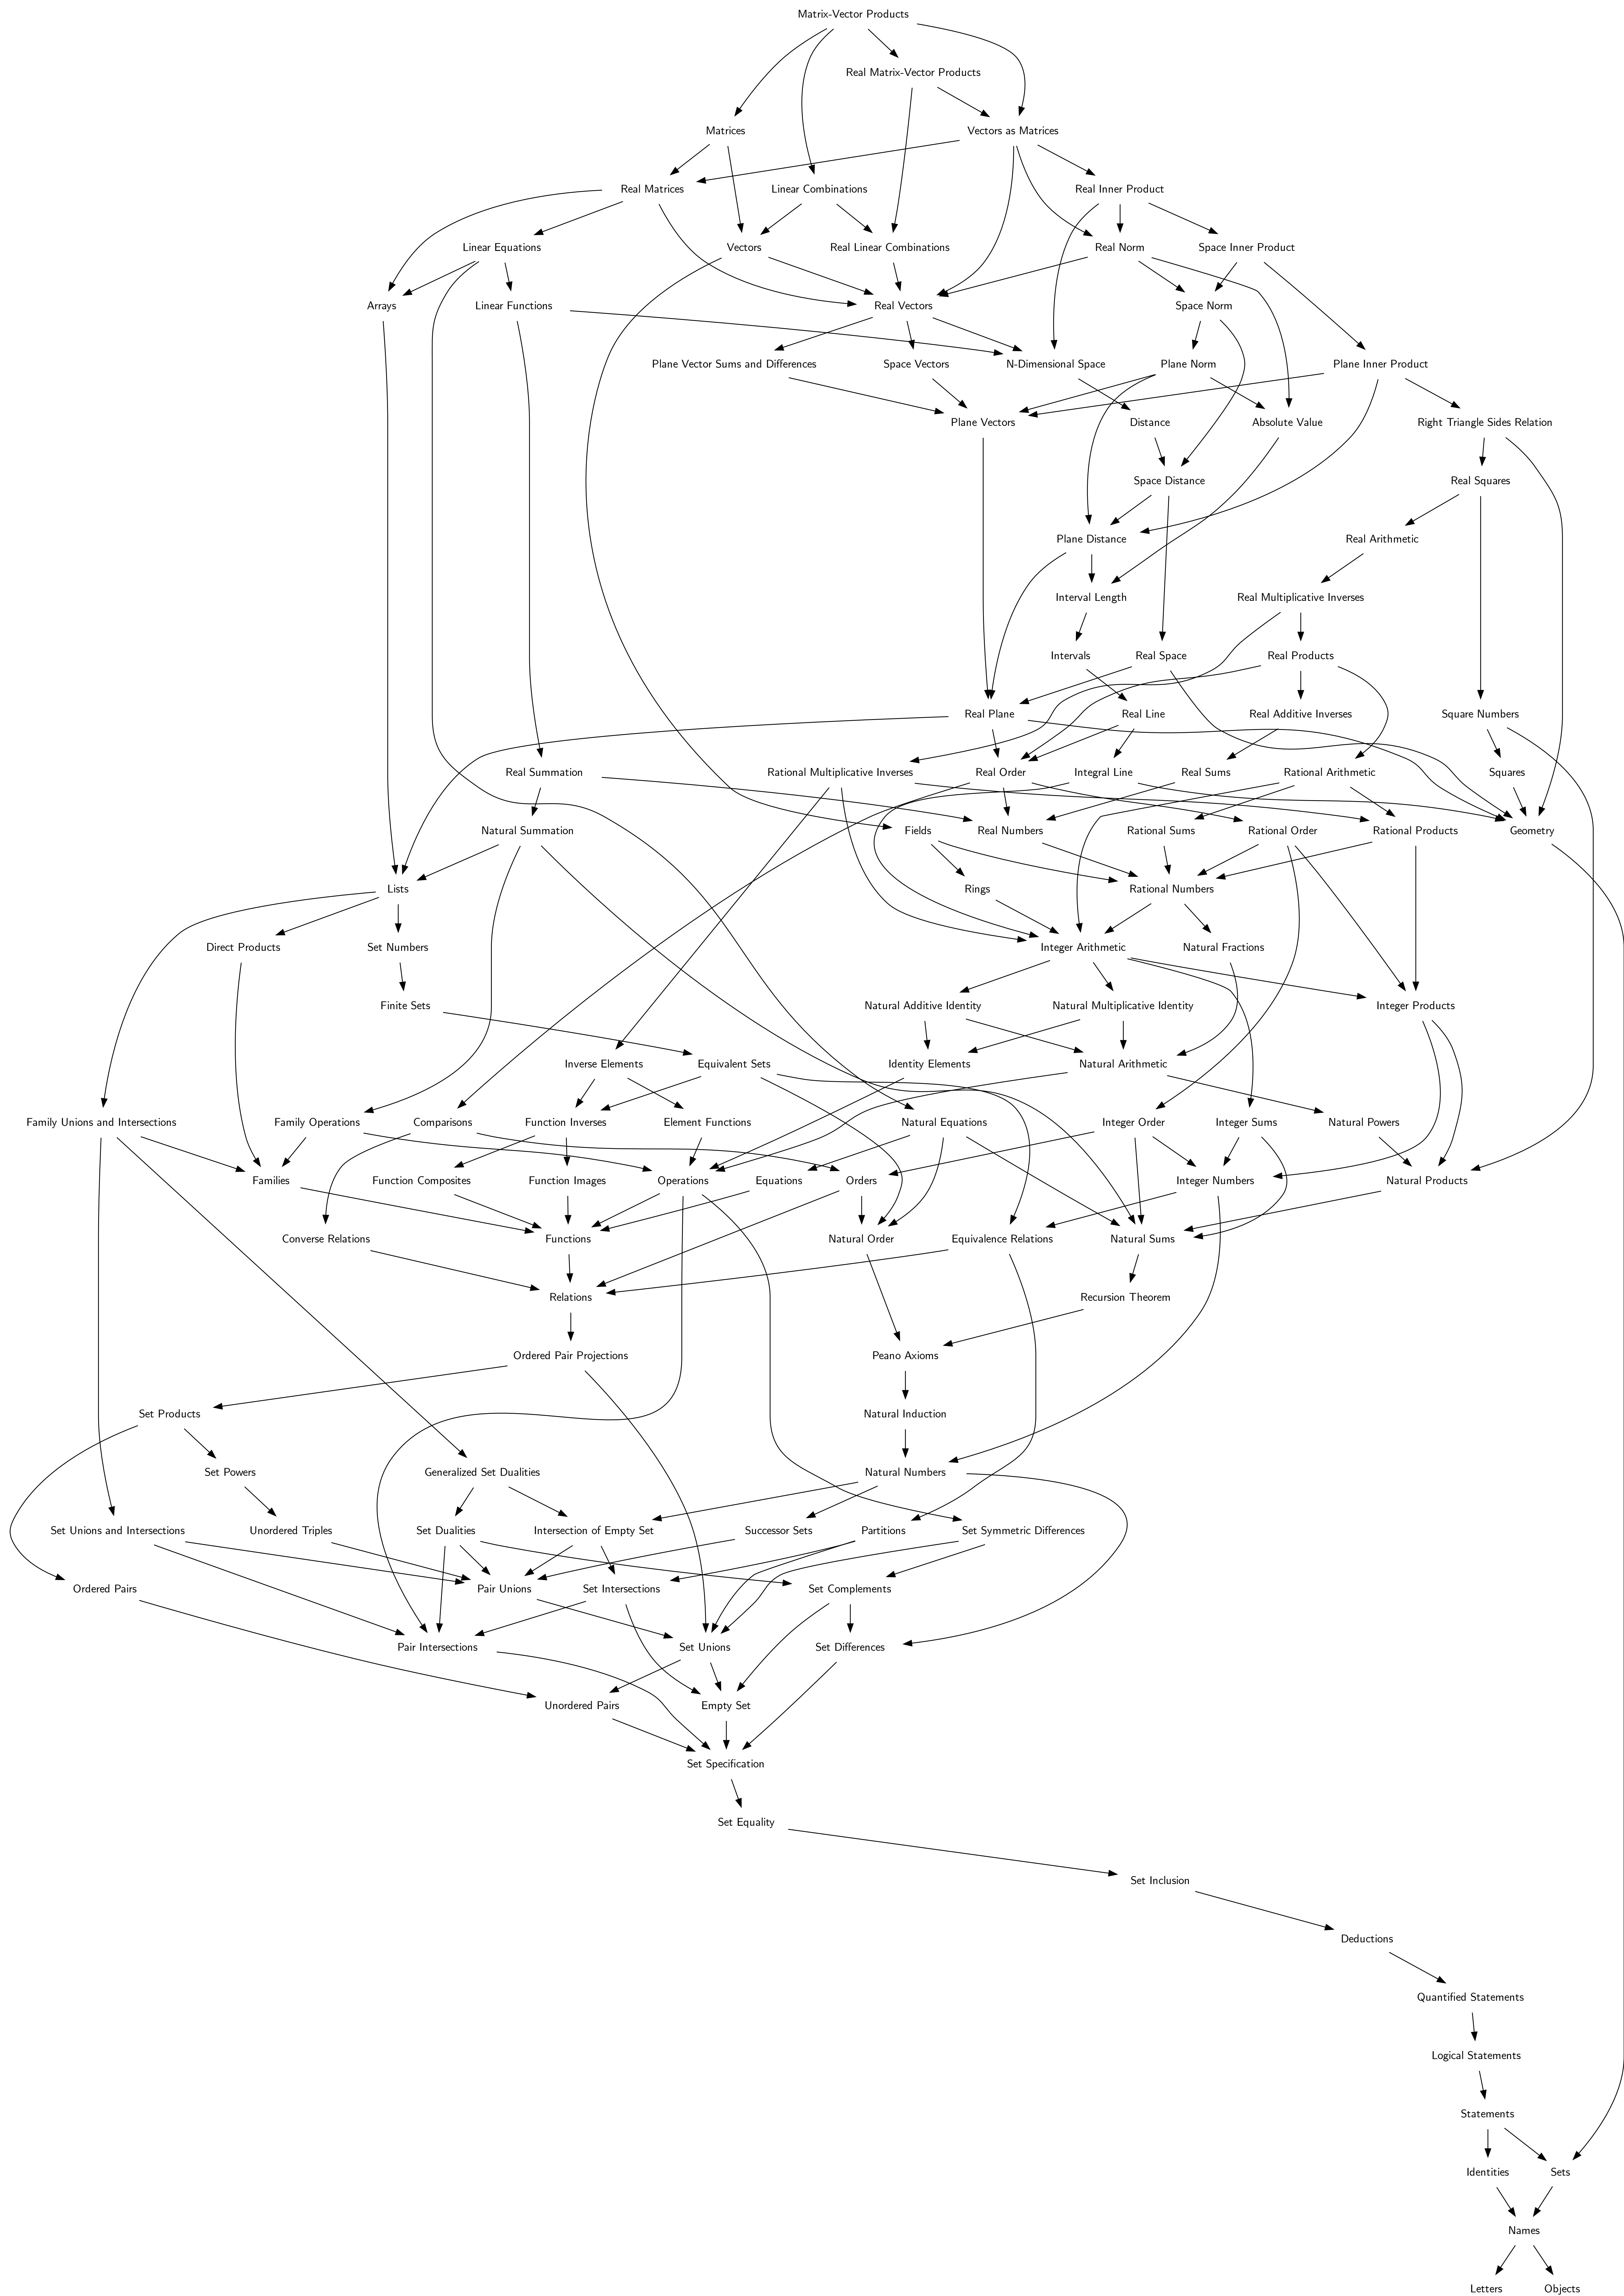 Matrix-Vector Products
Real Matrix-Vector Products
Matrices
Vectors as Matrices
Real Matrices
Linear Combinations
Real Inner Product
Linear Equations
Vectors
Real Linear Combinations
Real Norm
Space Inner Product
Arrays
Linear Functions
Real Vectors
Space Norm
Plane Vector Sums and Differences
Space Vectors
N-Dimensional Space
Plane Norm
Plane Inner Product
Plane Vectors
Distance
Absolute Value
Right Triangle Sides Relation
Space Distance
Real Squares
Plane Distance
Real Arithmetic
Interval Length
Real Multiplicative Inverses
Intervals
Real Space
Real Products
Real Plane
Real Line
Real Additive Inverses
Square Numbers
Real Summation
Rational Multiplicative Inverses
Real Order
Integral Line
Real Sums
Rational Arithmetic
Squares
Natural Summation
Fields
Real Numbers
Rational Sums
Rational Order
Rational Products
Geometry
Lists
Rings
Rational Numbers
Direct Products
Set Numbers
Integer Arithmetic
Natural Fractions
Finite Sets
Natural Additive Identity
Natural Multiplicative Identity
Integer Products
Inverse Elements
Equivalent Sets
Identity Elements
Natural Arithmetic
Family Unions and Intersections
Family Operations
Comparisons
Function Inverses
Element Functions
Natural Equations
Integer Order
Integer Sums
Natural Powers
Families
Function Composites
Function Images
Operations
Equations
Orders
Integer Numbers
Natural Products
Converse Relations
Functions
Natural Order
Equivalence Relations
Natural Sums
Relations
Recursion Theorem
Ordered Pair Projections
Peano Axioms
Set Products
Natural Induction
Set Powers
Generalized Set Dualities
Natural Numbers
Set Unions and Intersections
Unordered Triples
Set Dualities
Intersection of Empty Set
Successor Sets
Partitions
Set Symmetric Differences
Ordered Pairs
Pair Unions
Set Intersections
Set Complements
Pair Intersections
Set Unions
Set Differences
Unordered Pairs
Empty Set
Set Specification
Set Equality
Set Inclusion
Deductions
Quantified Statements
Logical Statements
Statements
Identities
Sets
Names
Letters
Objects